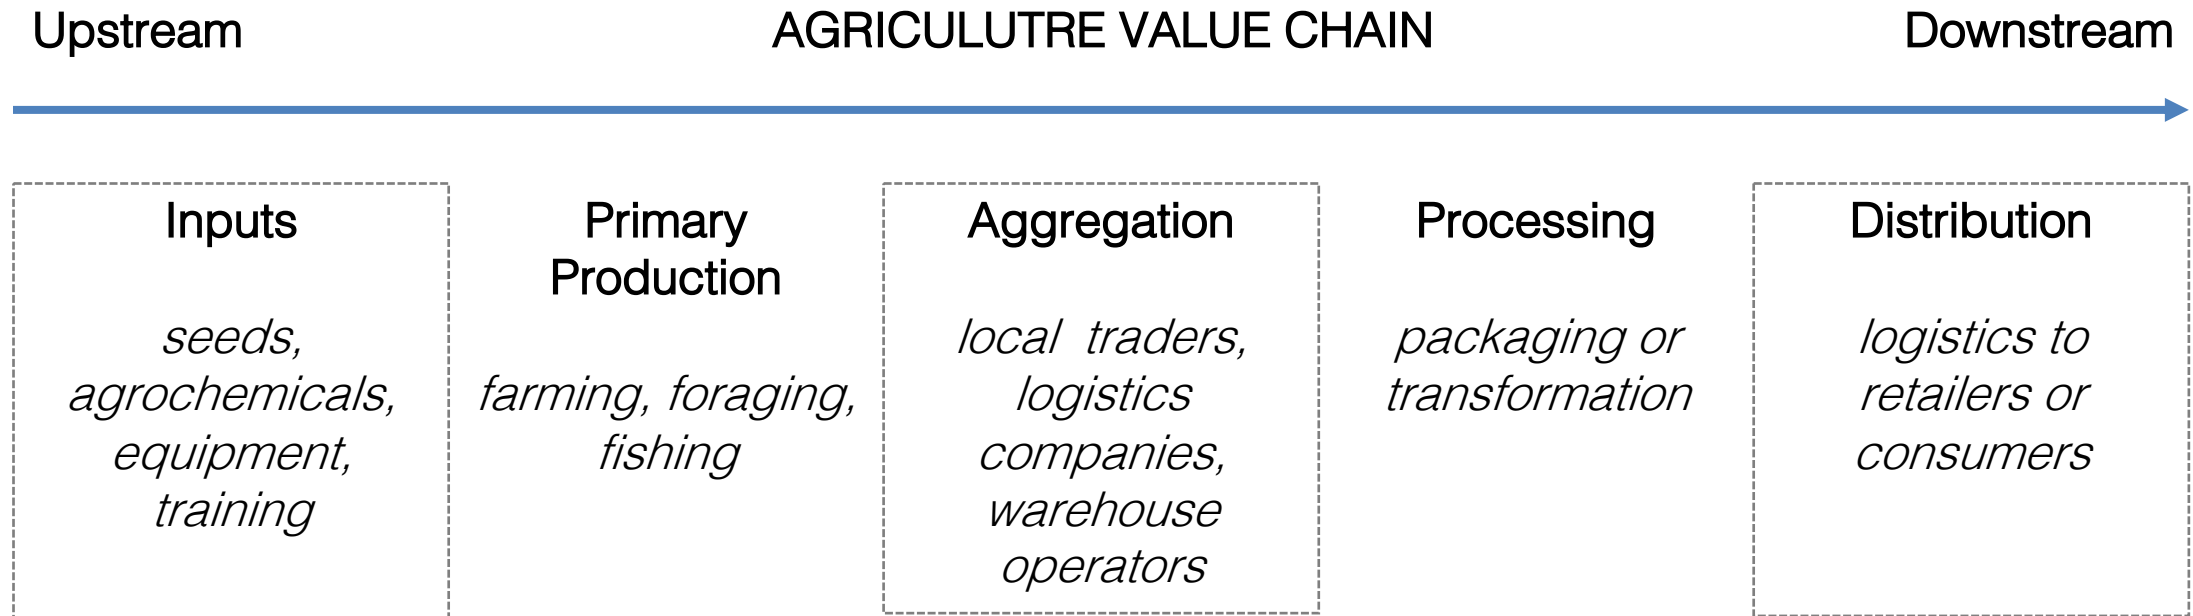 Upstream
AGRICULUTRE VALUE CHAIN
Downstream
Inputs
seeds,
agrochemicals,
equipment,
training
Primary
Production
farming, foraging,
fishing
Aggregation
local  traders,
logistics
companies,
warehouse
operators
Processing
packaging or
transformation
Distribution
logistics to
retailers or
consumers